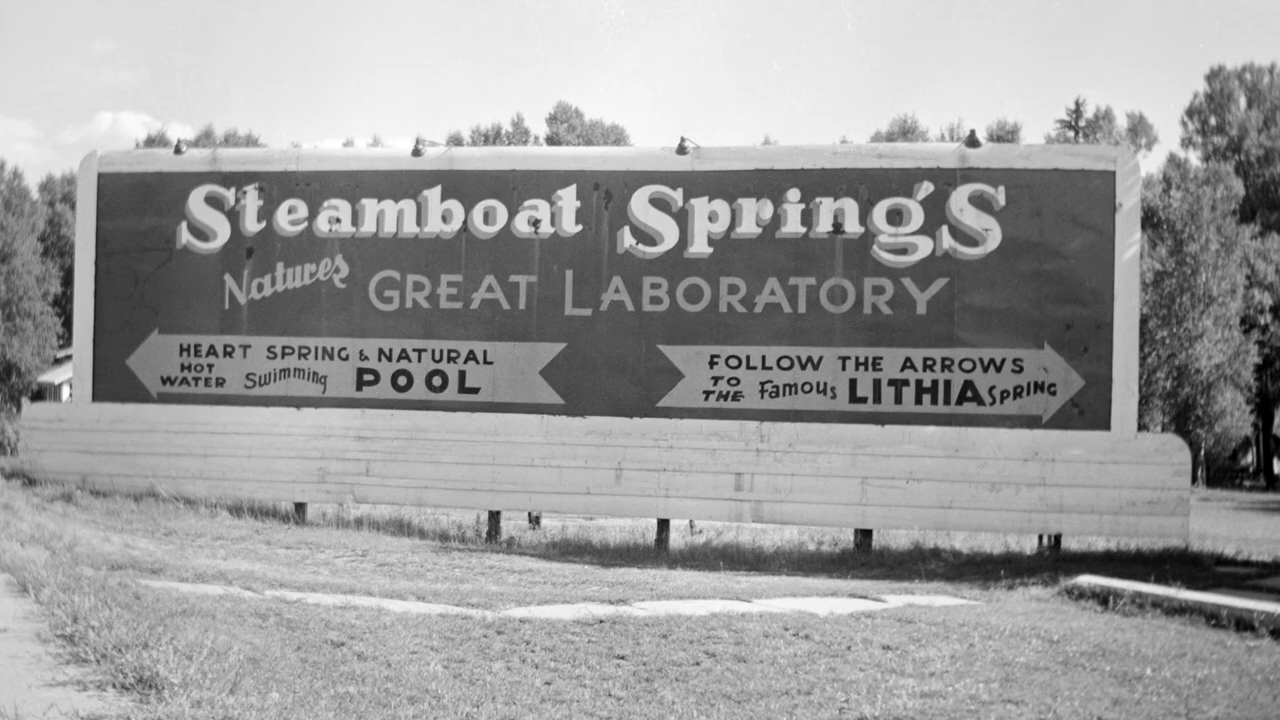 Steamboat Spring'S
Natures GREAT LABORATORY
HEART SPRING & NATURAL
HOT WATER Swimming POOL
FOLLOW THE ARROWS
TO THE Famous LITHIA SPRING